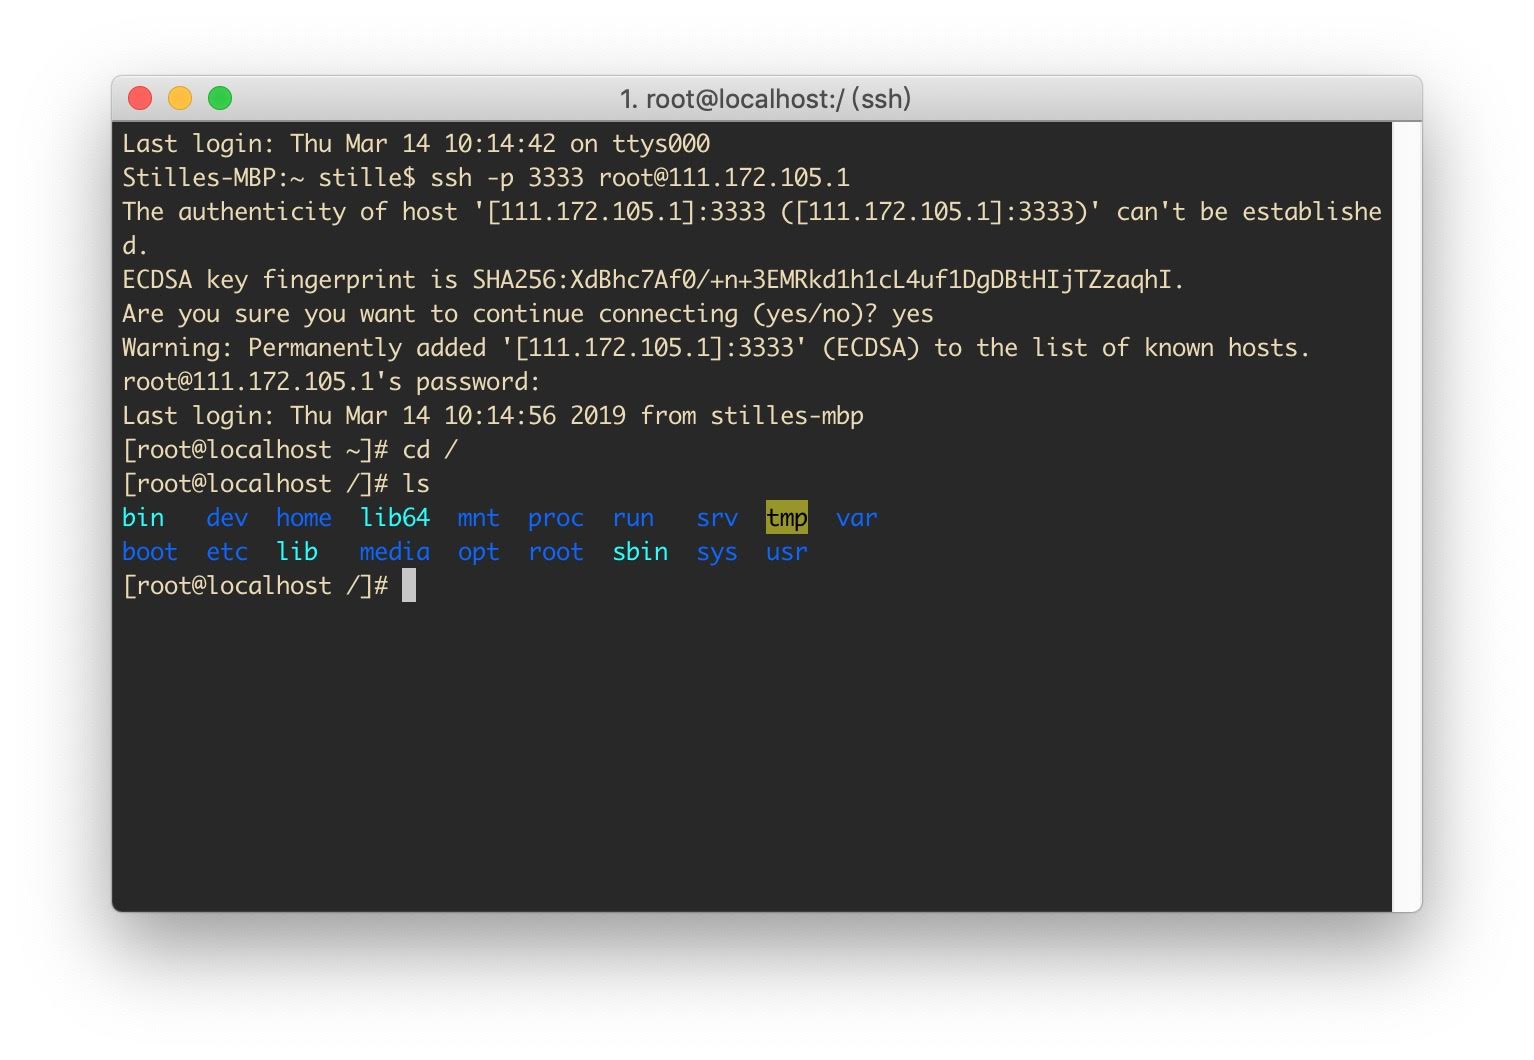 1. root@localhost:/ (ssh)
Last login: Thu Mar 14 10:14:42 on ttys000
Stilles-MBP:~ stille$ ssh -p 3333 root@111.172.105.1
The authenticity of host '[111.172.105.1]:3333 ([111.172.105.1]:3333)' can't be establishe
d.
ECDSA key fingerprint is SHA256:XdBhc7Af0/+n+3EMRkd1h1cL4uf1DgDBtHIjTZzaqhI.
Are you sure you want to continue connecting (yes/no)? yes
Warning: Permanently added '[111.172.105.1]:3333' (ECDSA) to the list of known hosts.
root@111.172.105.1's password:
Last login: Thu Mar 14 10:14:56 2019 from stilles-mbp
[root@localhost ~]# cd /
[root@localhost /]# ls
bin   dev  home  lib64  mnt  proc  run   srv  tmp  var
boot  etc  lib   media  opt  root  sbin  sys  usr
[root@localhost /]#